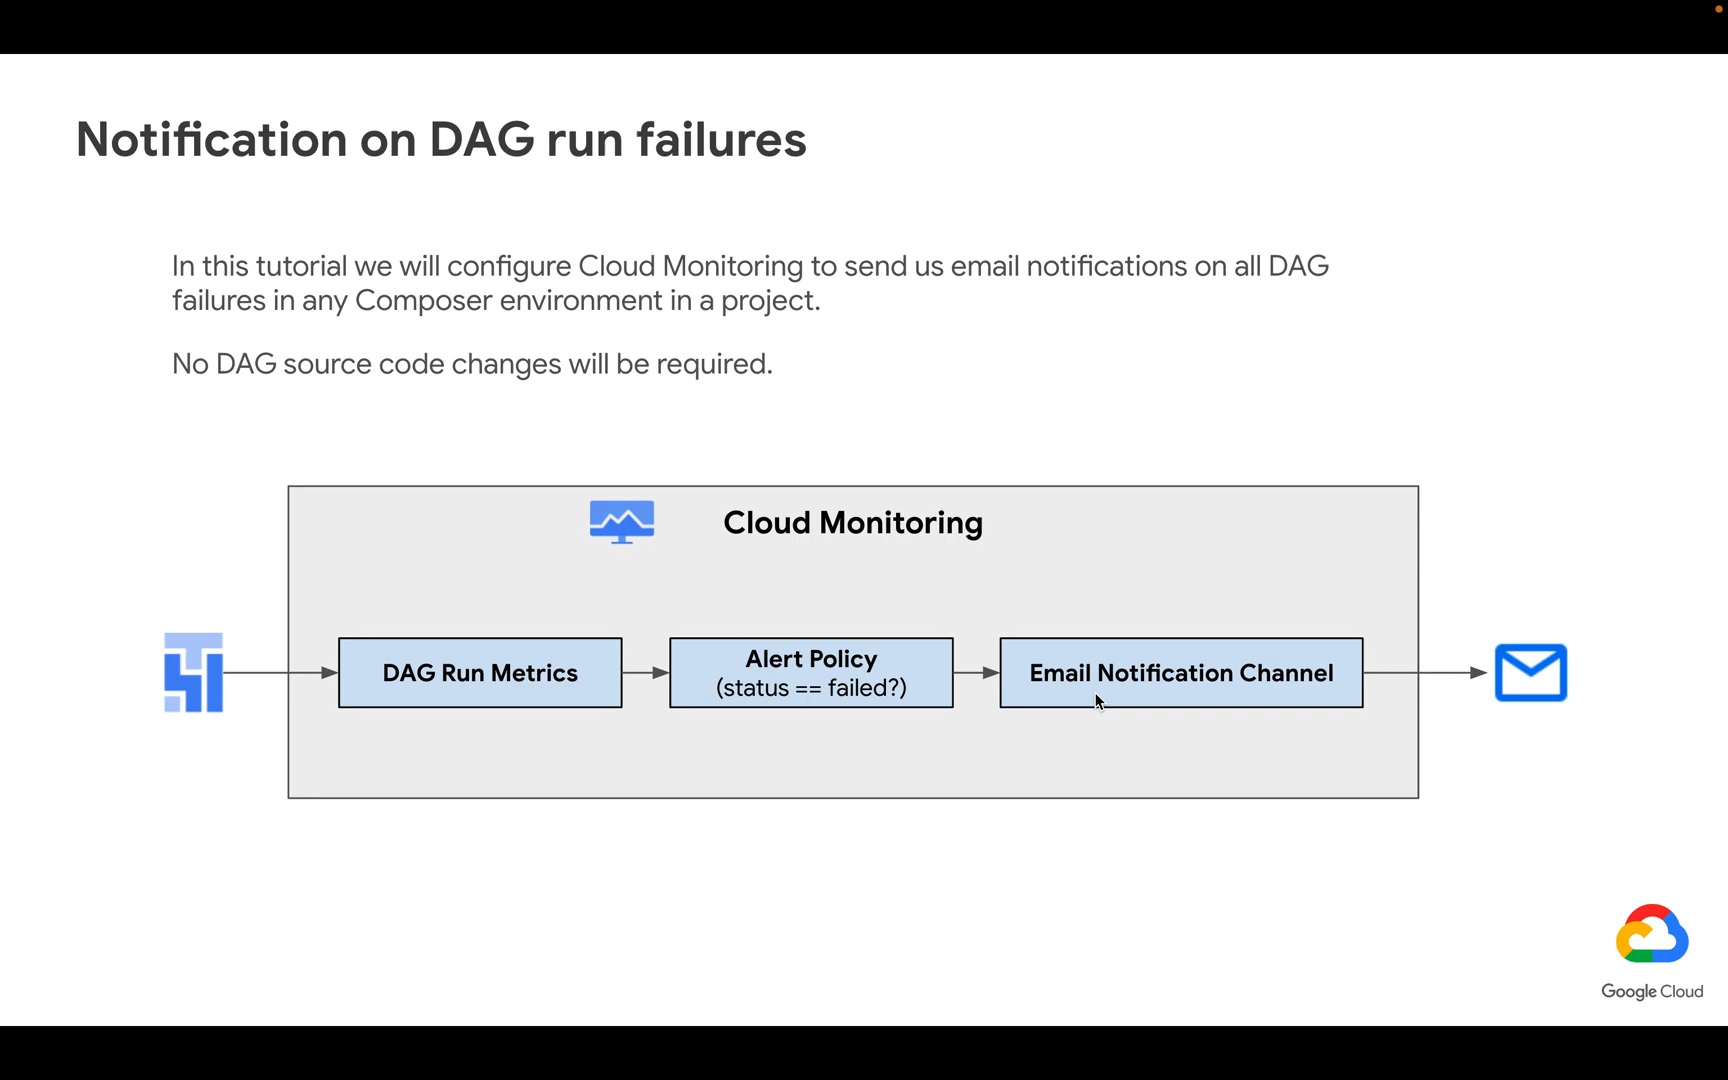 Notification on DAG run failures
In this tutorial we will configure Cloud Monitoring to send us email notifications on all DAG
failures in any Composer environment in a project.
No DAG source code changes will be required.
Cloud Monitoring
DAG Run Metrics
Alert Policy
(status == failed?)
Email Notification Channel
Google Cloud